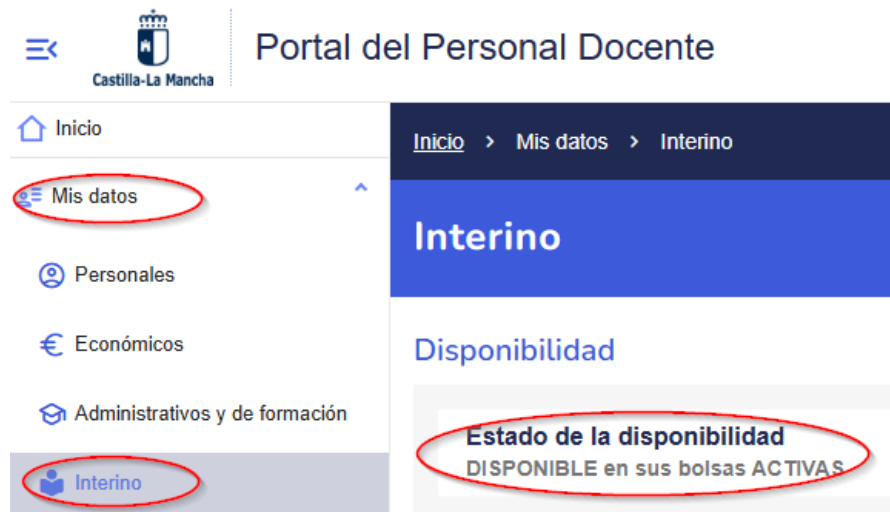 Castilla-La Mancha
Portal del Personal Docente
Inicio
Mis datos
Personales
Económicos
Administrativos y de formación
Interino
Inicio > Mis datos > Interino
Interino
Disponibilidad
Estado de la disponibilidad
DISPONIBLE en sus bolsas ACTIVAS